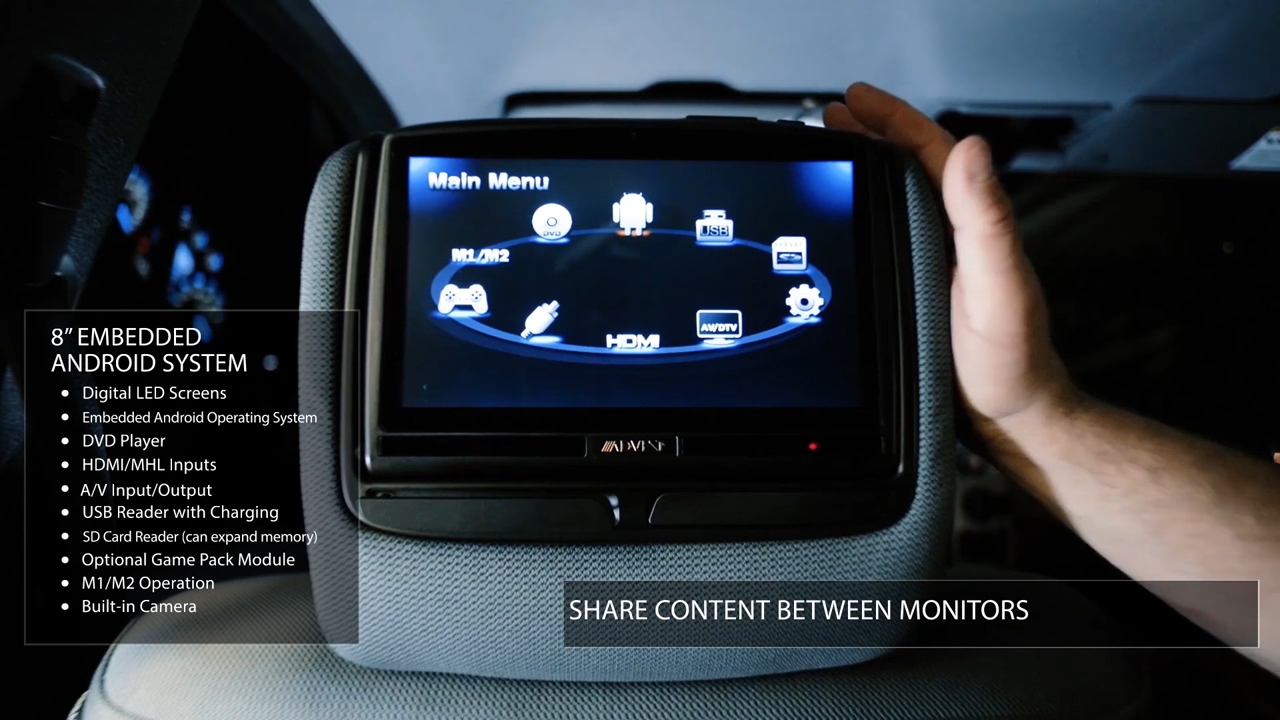 Main Menu
DVD
USB
M1/M2
AV/DTV
HDMI
ADVENT
8” EMBEDDED
ANDROID SYSTEM
• Digital LED Screens
• Embedded Android Operating System
• DVD Player
• HDMI/MHL Inputs
• A/V Input/Output
• USB Reader with Charging
• SD Card Reader (can expand memory)
• Optional Game Pack Module
• M1/M2 Operation
• Built-in Camera
SHARE CONTENT BETWEEN MONITORS